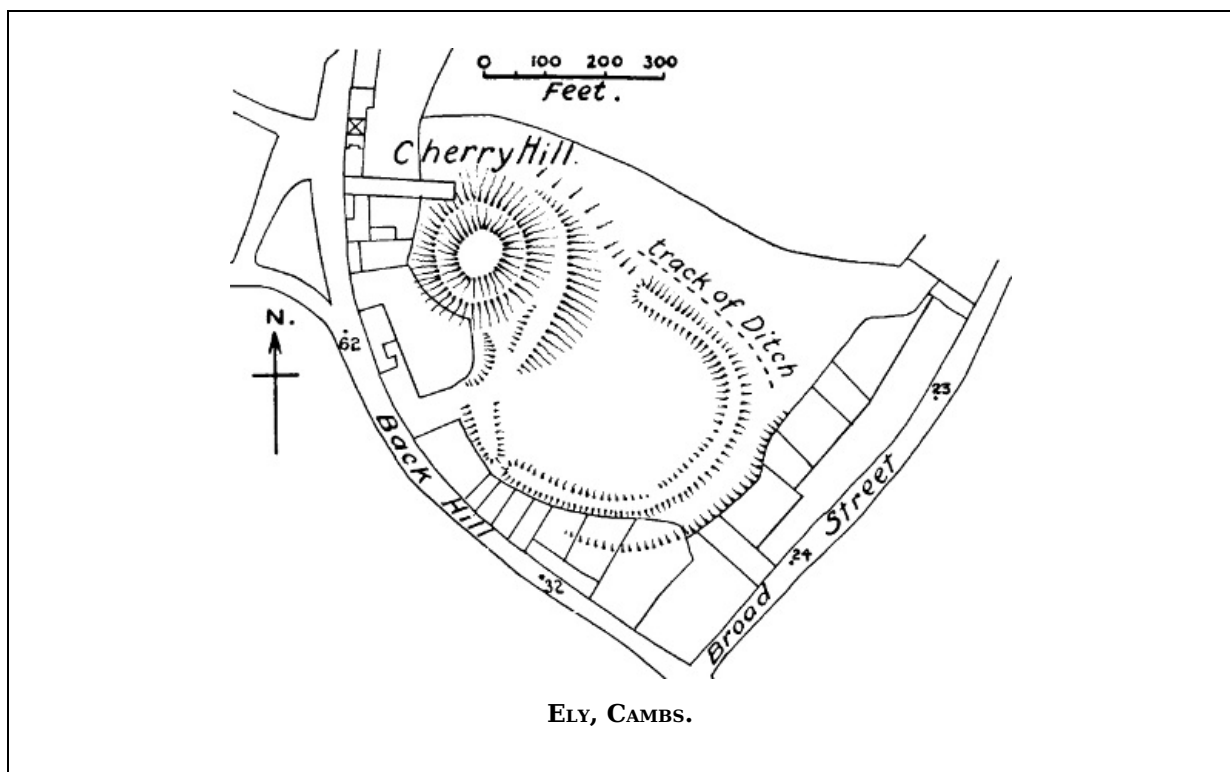 0 100 200 300
Feet.
Cherry Hill.
track of Ditch
N.
62
23
Back Hill
Street
24
32
Broad
ELY, CAMBS.